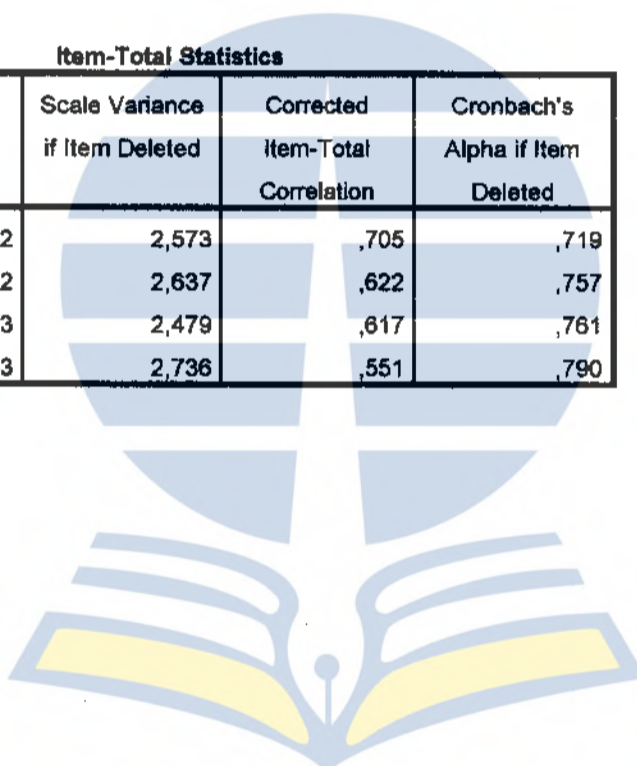 Item-Total Statistics
Scale Variance if Item Deleted Corrected Item-Total Correlation Cronbach's Alpha if Item Deleted
2 2,573 ,705 ,719
2 2,637 ,622 ,757
3 2,479 ,617 ,761
3 2,736 ,551 ,790